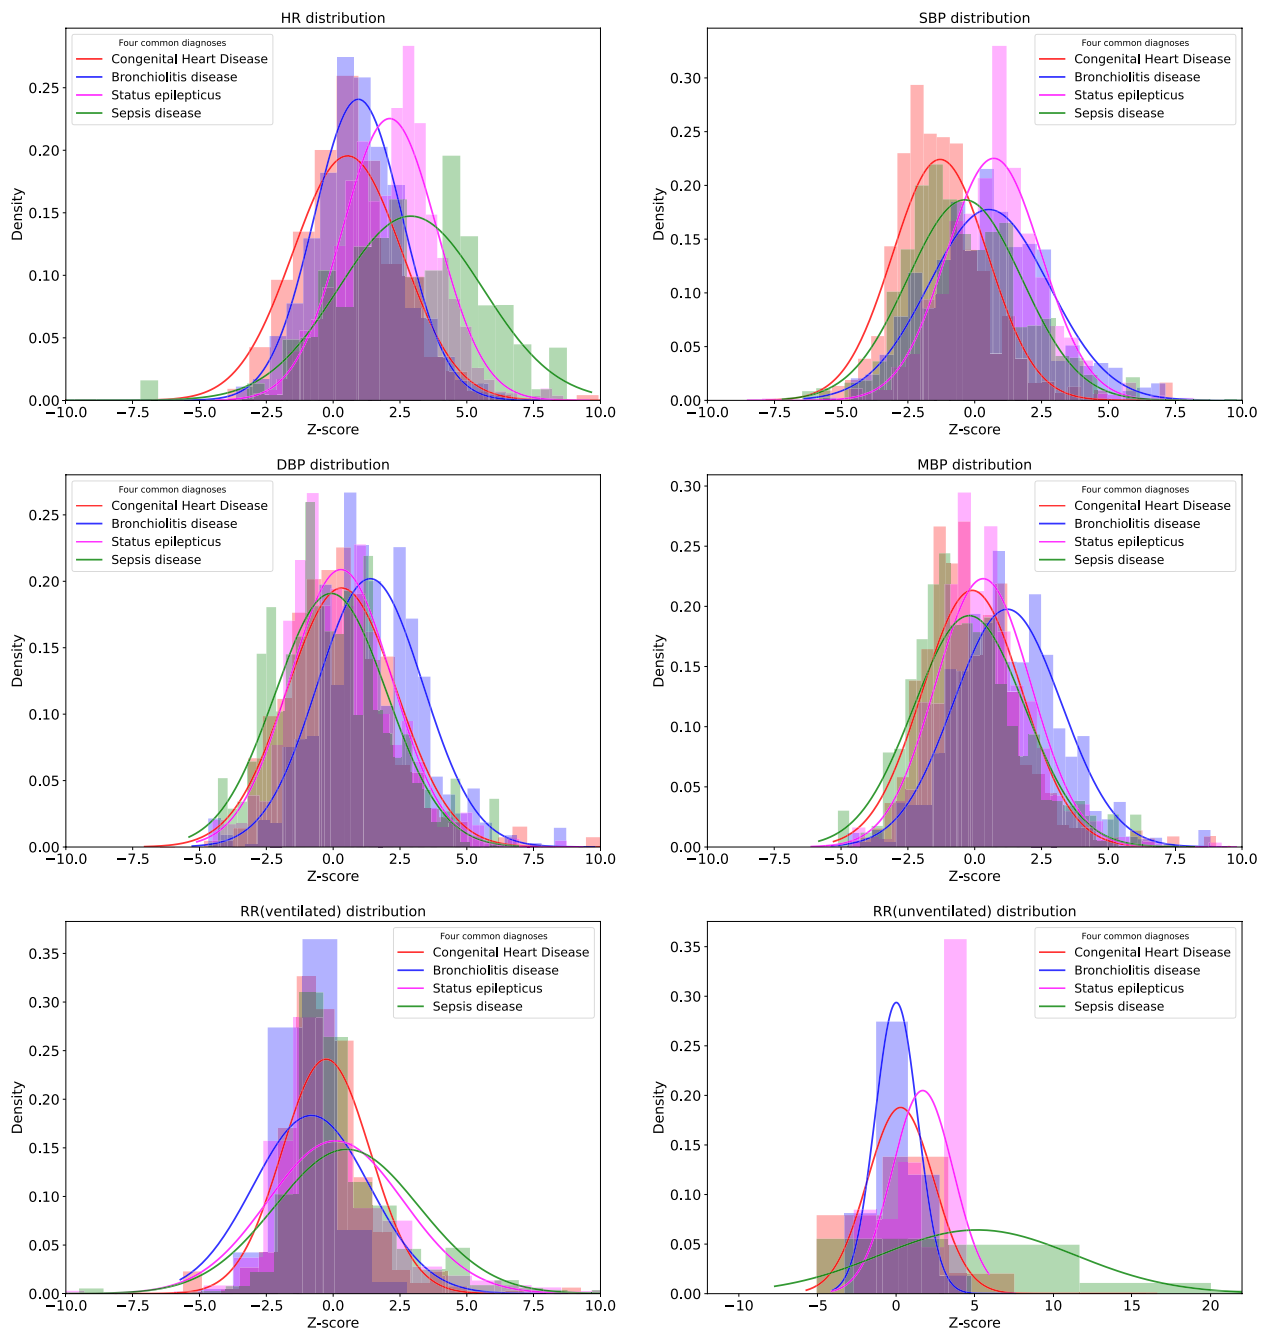 HR distribution
Four common diagnoses
Congenital Heart Disease
Bronchiolitis disease
Status epilepticus
Sepsis disease
Density
0.25
0.20
0.15
0.10
0.05
0.00
−10.0 −7.5 −5.0 −2.5 0.0 2.5 5.0 7.5 10.0
Z-score
SBP distribution
Four common diagnoses
Congenital Heart Disease
Bronchiolitis disease
Status epilepticus
Sepsis disease
Density
0.30
0.25
0.20
0.15
0.10
0.05
0.00
−10.0 −7.5 −5.0 −2.5 0.0 2.5 5.0 7.5 10.0
Z-score
DBP distribution
Four common diagnoses
Congenital Heart Disease
Bronchiolitis disease
Status epilepticus
Sepsis disease
Density
0.25
0.20
0.15
0.10
0.05
0.00
−10.0 −7.5 −5.0 −2.5 0.0 2.5 5.0 7.5 10.0
Z-score
MBP distribution
Four common diagnoses
Congenital Heart Disease
Bronchiolitis disease
Status epilepticus
Sepsis disease
Density
0.30
0.25
0.20
0.15
0.10
0.05
0.00
−10.0 −7.5 −5.0 −2.5 0.0 2.5 5.0 7.5 10.0
Z-score
RR(ventilated) distribution
Four common diagnoses
Congenital Heart Disease
Bronchiolitis disease
Status epilepticus
Sepsis disease
Density
0.35
0.30
0.25
0.20
0.15
0.10
0.05
0.00
−10.0 −7.5 −5.0 −2.5 0.0 2.5 5.0 7.5 10.0
Z-score
RR(unventilated) distribution
Four common diagnoses
Congenital Heart Disease
Bronchiolitis disease
Status epilepticus
Sepsis disease
Density
0.35
0.30
0.25
0.20
0.15
0.10
0.05
0.00
−10 −5 0 5 10 15 20
Z-score